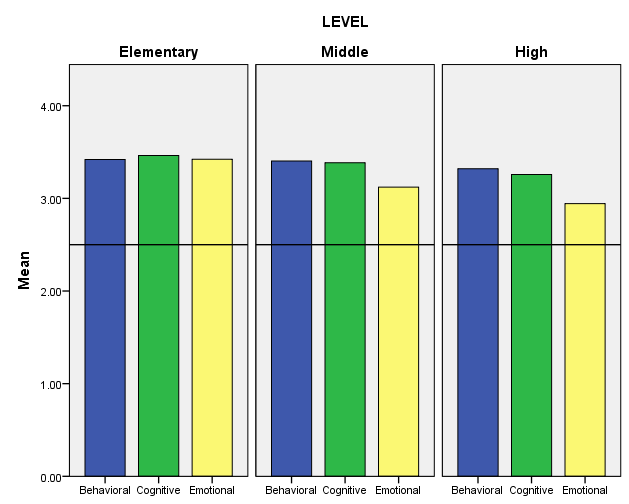 LEVEL
Elementary Middle High
4.00
3.00
2.00
1.00
0.00
Mean
Behavioral Cognitive Emotional Behavioral Cognitive Emotional Behavioral Cognitive Emotional